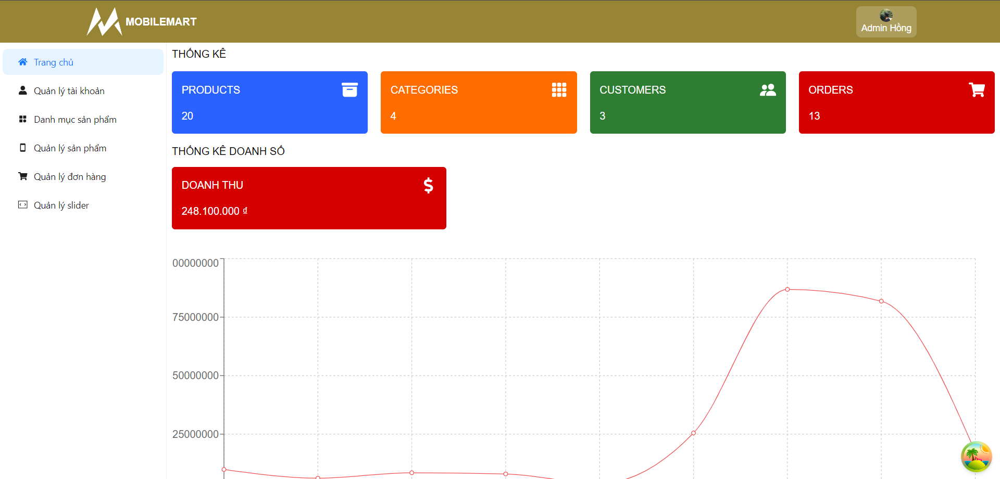 MOBILEMART
Admin Hồng
Trang chủ
Quản lý tài khoản
Danh mục sản phẩm
Quản lý sản phẩm
Quản lý đơn hàng
Quản lý slider
THỐNG KÊ
PRODUCTS
20
CATEGORIES
4
CUSTOMERS
3
ORDERS
13
THỐNG KÊ DOANH SỐ
DOANH THU
248.100.000 ₫
00000000
75000000
50000000
25000000